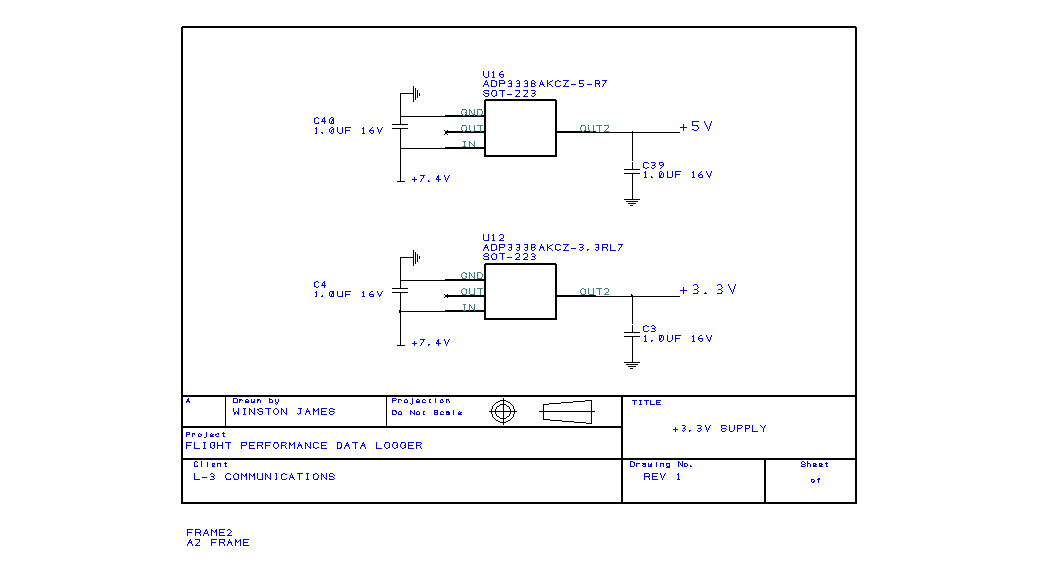 U16
ADP3338AKCZ-5-R7
SOT-223
GND
C40
1.0UF 16V
OUT
OUT2
+5V
IN
C39
1.0UF 16V
+7.4V
U12
ADP3338AKCZ-3.3RL7
SOT-223
GND
C4
1.0UF 16V
OUT
OUT2
+3.3V
IN
C3
1.0UF 16V
+7.4V
A
Drawn by
WINSTON JAMES
Projection
Do Not Scale
TITLE
+3.3V SUPPLY
Project
FLIGHT PERFORMANCE DATA LOGGER
Client
L-3 COMMUNICATIONS
Drawing No.
REV 1
Sheet
of
FRAME2
A2 FRAME